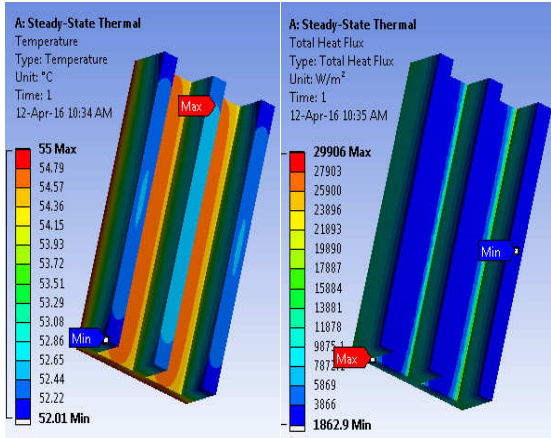 A: Steady-State Thermal
Temperature
Type: Temperature
Unit: °C
Time: 1
12-Apr-16 10:34 AM
Max
55 Max
54.79
54.57
54.36
54.15
53.93
53.72
53.51
53.29
53.08
52.86
52.65
52.44
52.22
52.01 Min
Min
A: Steady-State Thermal
Total Heat Flux
Type: Total Heat Flux
Unit: W/m²
Time: 1
12-Apr-16 10:35 AM
29906 Max
27903
25900
23896
21893
19890
17887
15884
13881
11878
9875.1
5869
3866
1862.9 Min
Min
Max